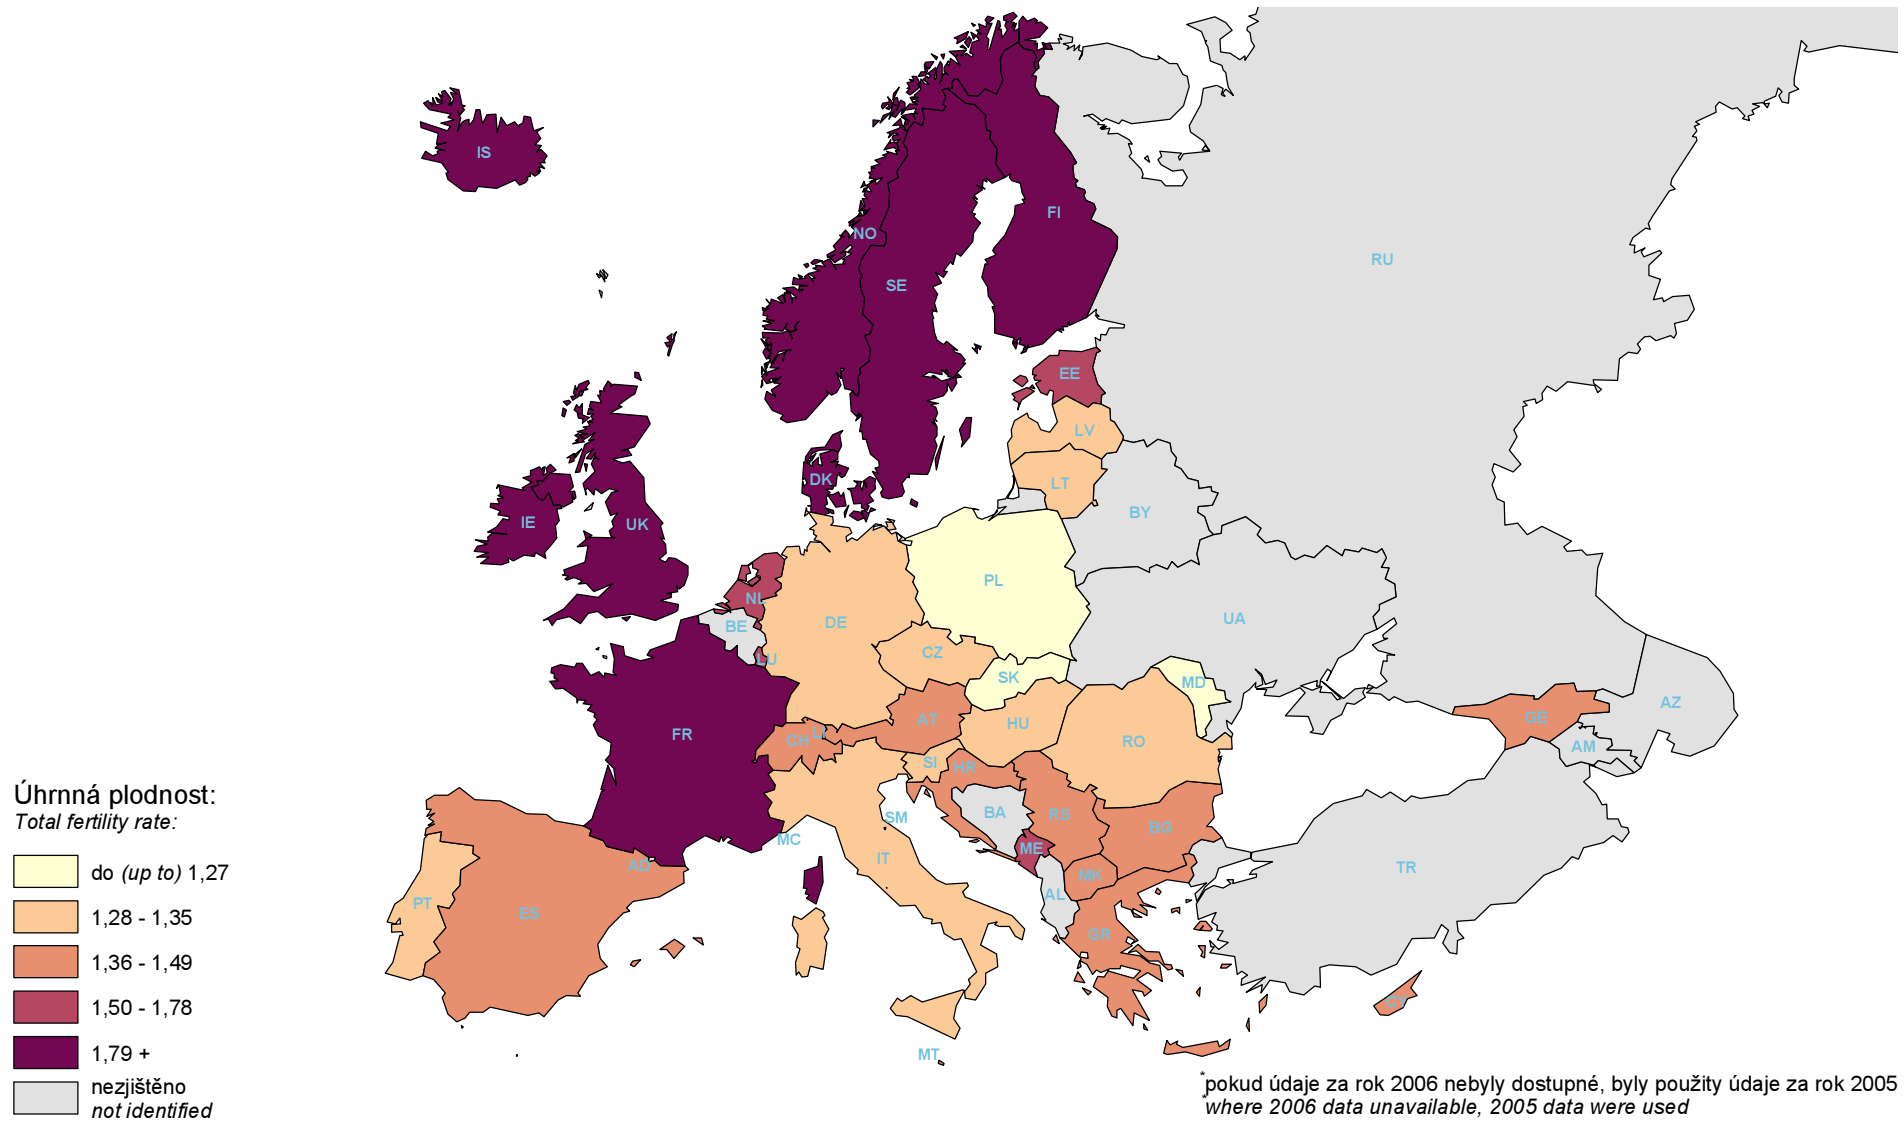 IS
FI
NO
RU
SE
EE
LV
DK
LT
BY
IE
UK
PL
NL
UA
DE
BE
CZ
LU
SK
MD
AZ
GE
AT
HU
FR
LI
CH
RO
AM
SI
HR
BA
RS
SM
BG
MC
ME
IT
AD
TR
MK
AL
PT
ES
GR
CY
MT
Úhrnná plodnost:
Total fertility rate:
do (up to) 1,27
1,28 - 1,35
1,36 - 1,49
1,50 - 1,78
1,79 +
nezjištěno
not identified
*pokud údaje za rok 2006 nebyly dostupné, byly použity údaje za rok 2005
*where 2006 data unavailable, 2005 data were used